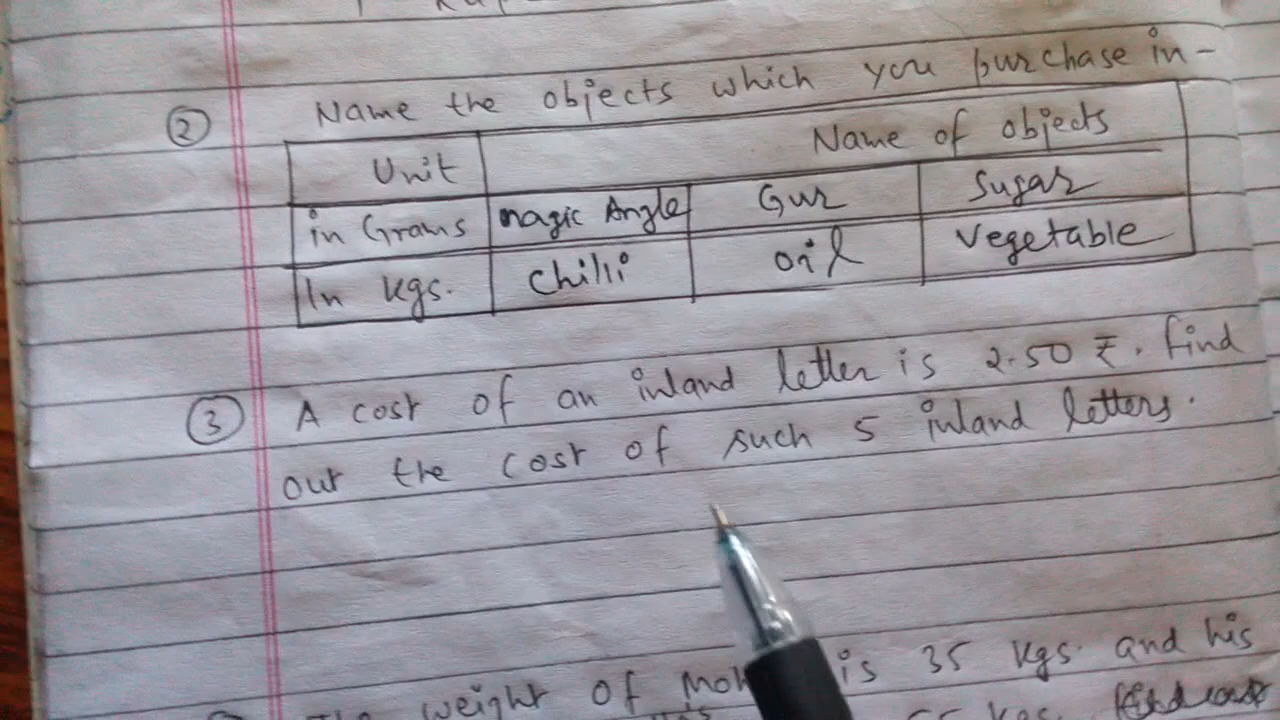 ② Name the objects which you purchase in-
Unit Name of objects
in Grams magic Angle Gur Sugar
In kgs. chilli oil vegetable
③ A cost of an inland letter is 2.50 ₹. find
out the cost of such 5 inland letters.
weight of is 35 kgs. and his
kgs.